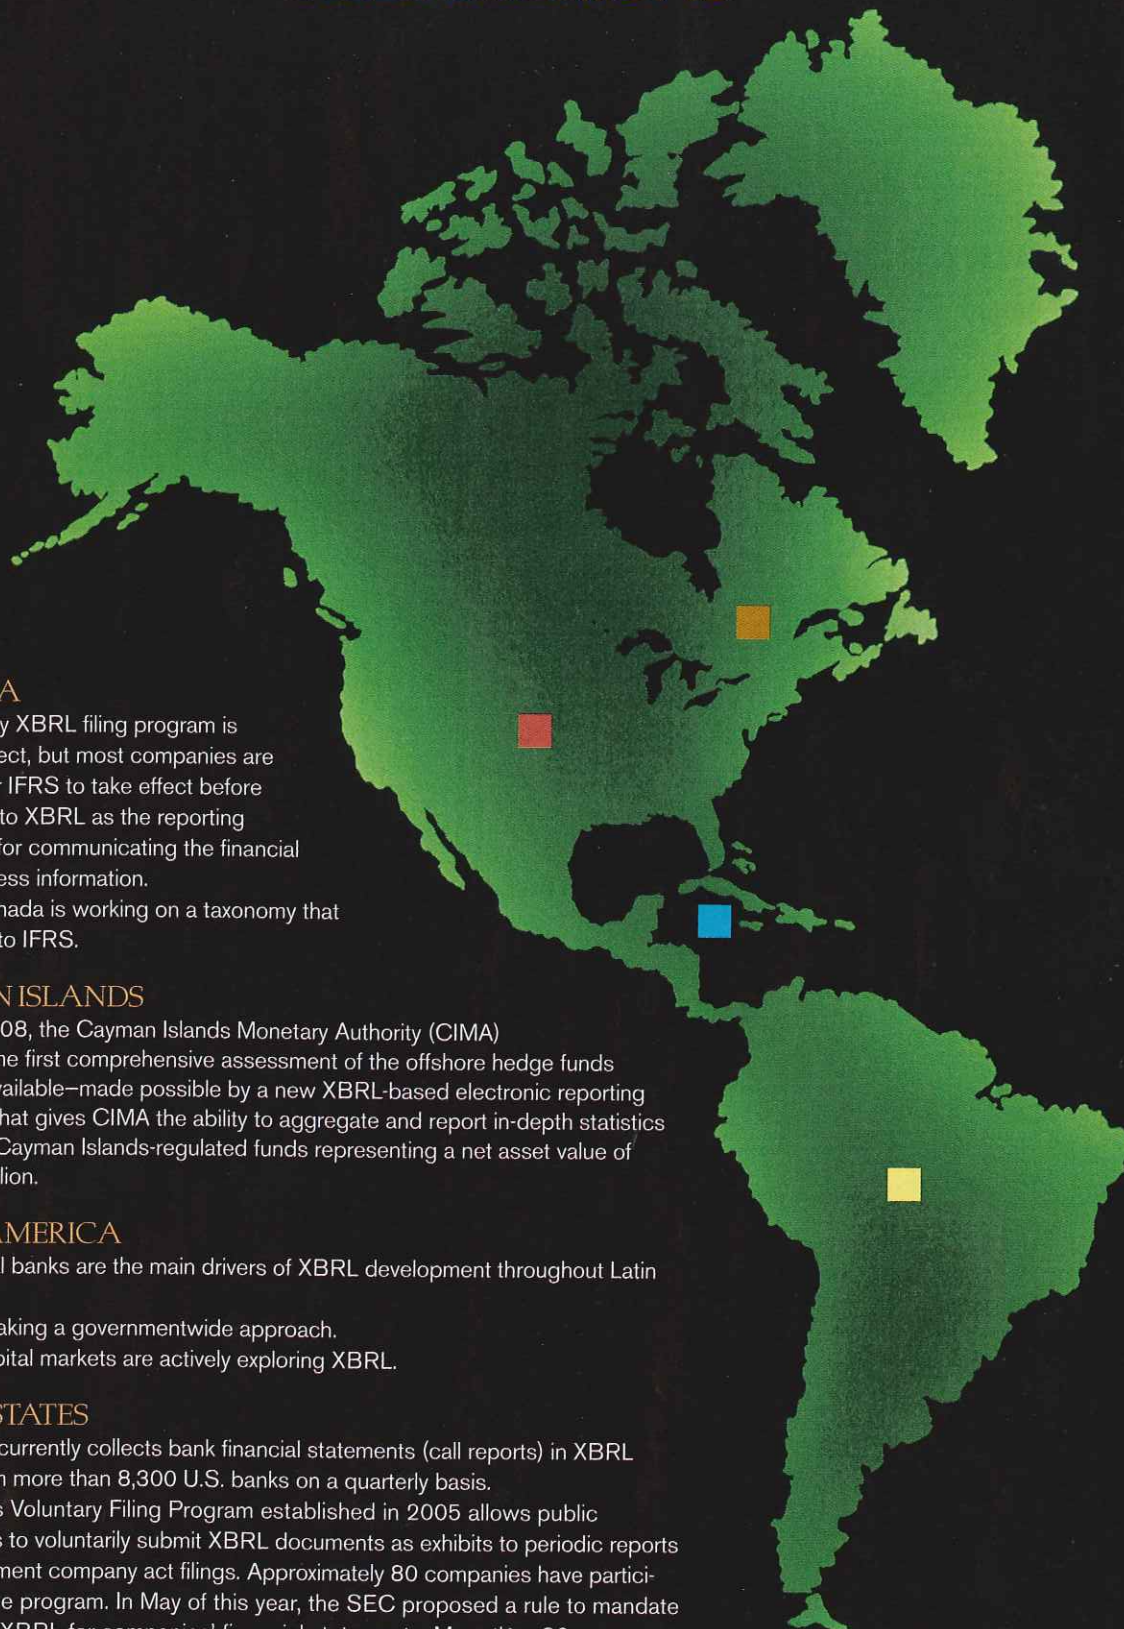 A
y XBRL filing program is
ect, but most companies are
r IFRS to take effect before
to XBRL as the reporting
for communicating the financial
ess information.
nada is working on a taxonomy that
to IFRS.
N ISLANDS
08, the Cayman Islands Monetary Authority (CIMA)
he first comprehensive assessment of the offshore hedge funds
vailable—made possible by a new XBRL-based electronic reporting
hat gives CIMA the ability to aggregate and report in-depth statistics
Cayman Islands-regulated funds representing a net asset value of
lion.
AMERICA
l banks are the main drivers of XBRL development throughout Latin
aking a governmentwide approach.
pital markets are actively exploring XBRL.
STATES
currently collects bank financial statements (call reports) in XBRL
n more than 8,300 U.S. banks on a quarterly basis.
s Voluntary Filing Program established in 2005 allows public
s to voluntarily submit XBRL documents as exhibits to periodic reports
ment company act filings. Approximately 80 companies have partici-
e program. In May of this year, the SEC proposed a rule to mandate
XBRL for companies' financial statements. More